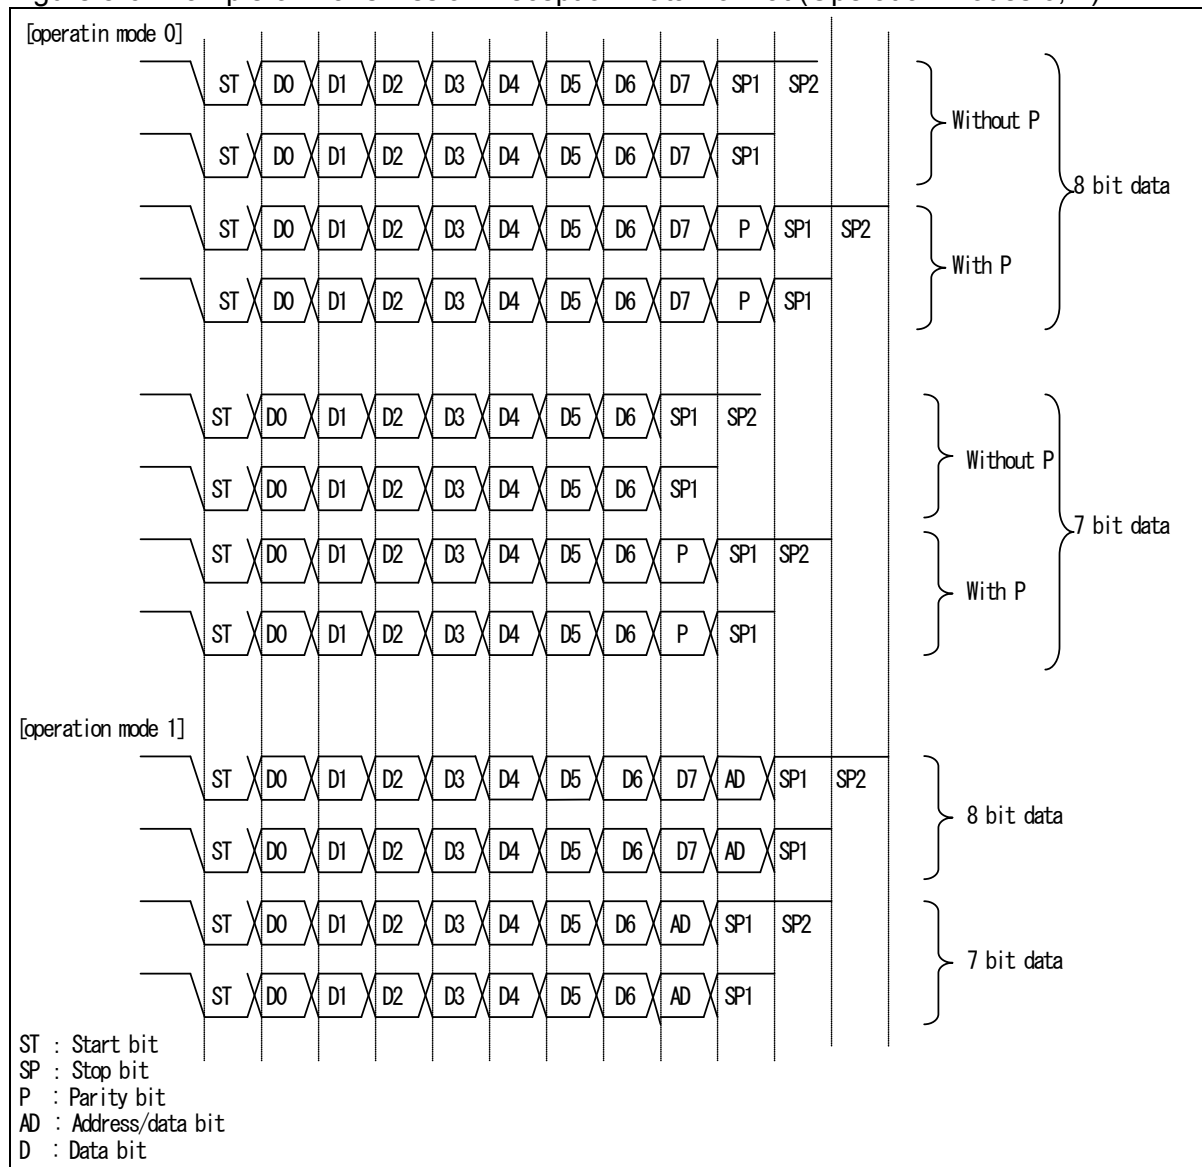 [operatin mode 0]
ST D0 D1 D2 D3 D4 D5 D6 D7 SP1 SP2
Without P
ST D0 D1 D2 D3 D4 D5 D6 D7 SP1
8 bit data
ST D0 D1 D2 D3 D4 D5 D6 D7 P SP1 SP2
With P
ST D0 D1 D2 D3 D4 D5 D6 D7 P SP1
ST D0 D1 D2 D3 D4 D5 D6 SP1 SP2
Without P
ST D0 D1 D2 D3 D4 D5 D6 SP1
7 bit data
ST D0 D1 D2 D3 D4 D5 D6 P SP1 SP2
With P
ST D0 D1 D2 D3 D4 D5 D6 P SP1
[operation mode 1]
ST D0 D1 D2 D3 D4 D5 D6 D7 AD SP1 SP2
8 bit data
ST D0 D1 D2 D3 D4 D5 D6 D7 AD SP1
ST D0 D1 D2 D3 D4 D5 D6 AD SP1 SP2
7 bit data
ST D0 D1 D2 D3 D4 D5 D6 AD SP1
ST : Start bit
SP : Stop bit
P : Parity bit
AD : Address/data bit
D : Data bit